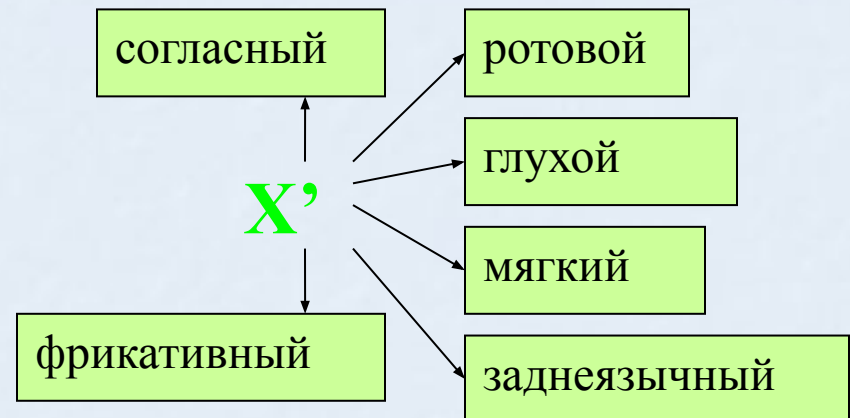 согласный
ротовой
глухой
Х’
мягкий
фрикативный
заднеязычный